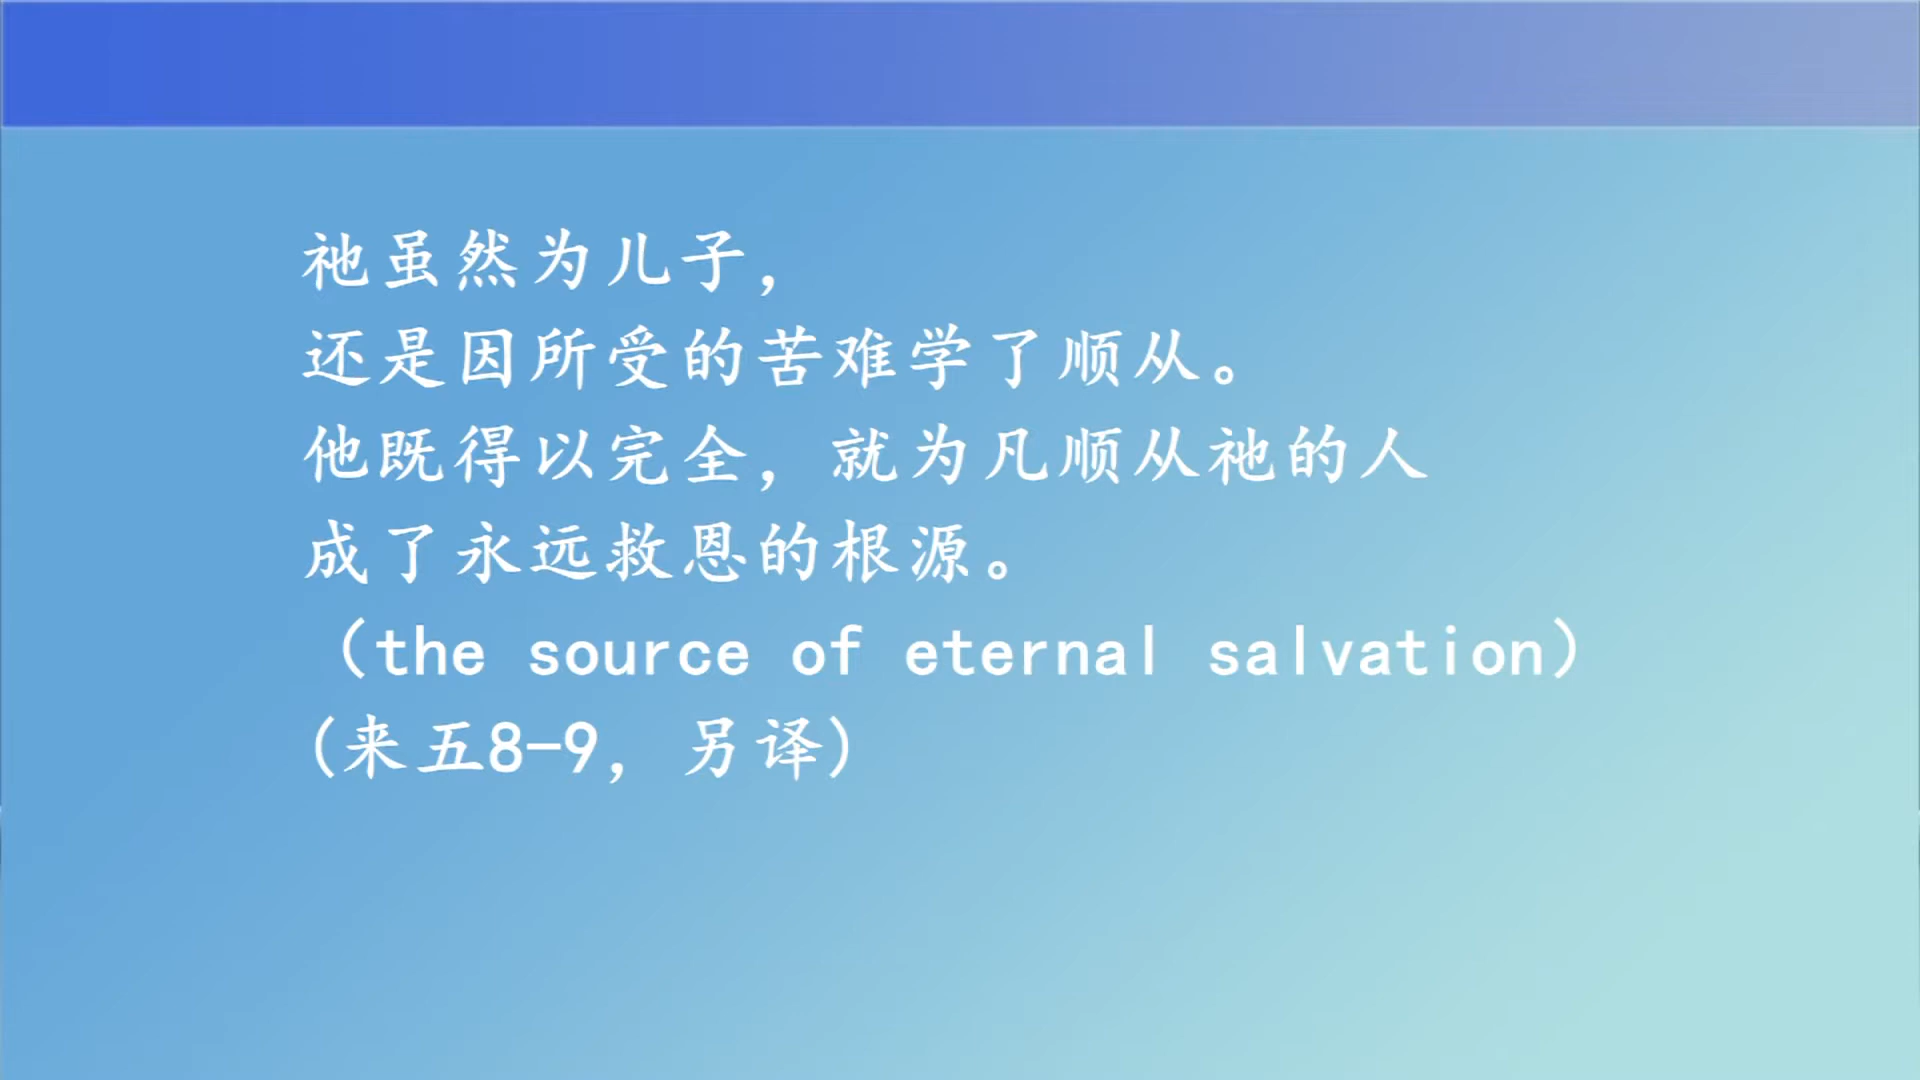 祂虽然为儿子，
还是因所受的苦难学了顺从。
他既得以完全，就为凡顺从祂的人
成了永远救恩的根源。
（the source of eternal salvation）
(来五8-9，另译)